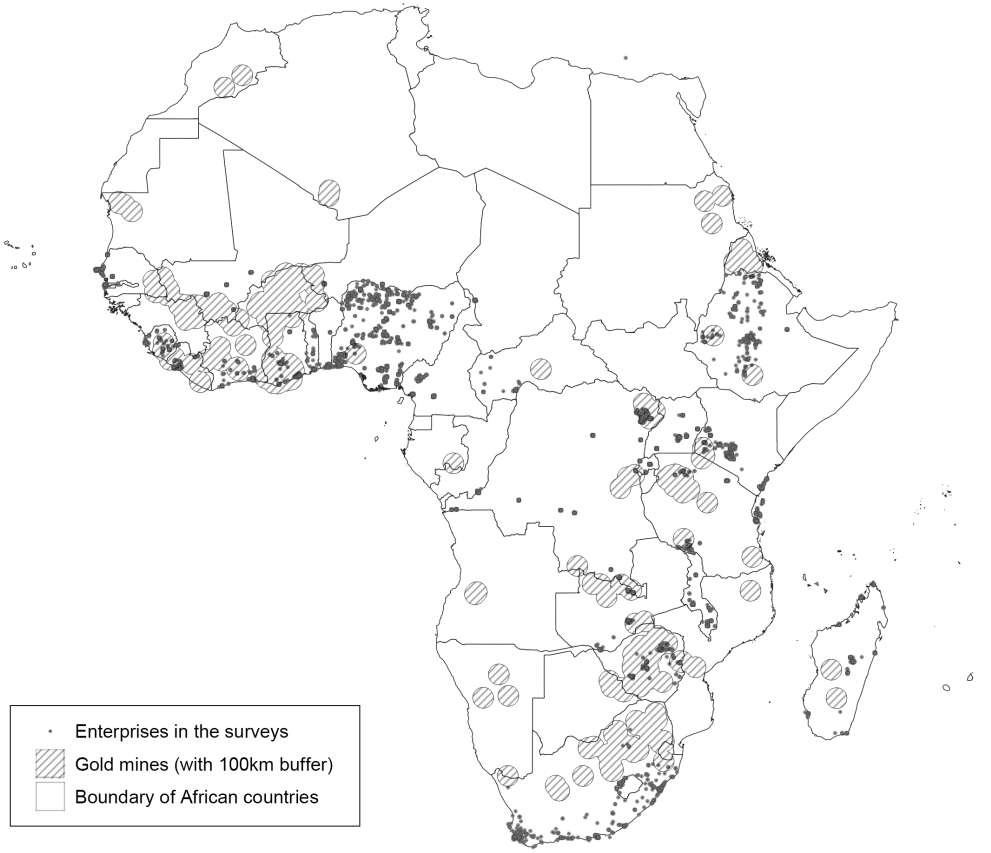 Enterprises in the surveys
Gold mines (with 100km buffer)
Boundary of African countries